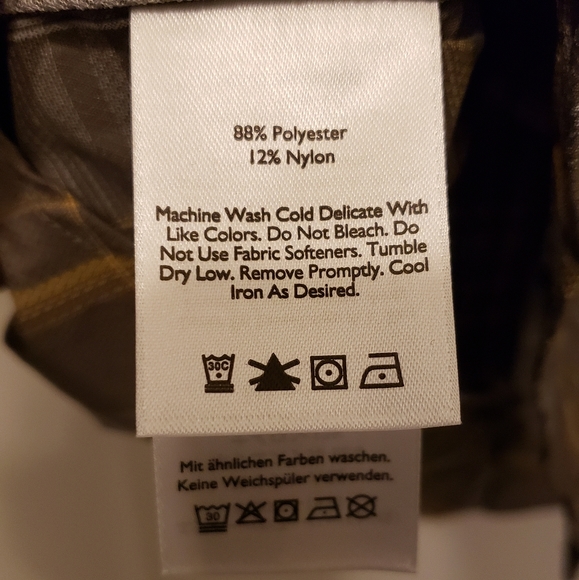 88% Polyester
12% Nylon
Machine Wash Cold Delicate With
Like Colors. Do Not Bleach. Do
Not Use Fabric Softeners. Tumble
Dry Low. Remove Promptly. Cool
Iron As Desired.
30C
Mit ähnlichen Farben waschen.
Keine Weichspüler verwenden.
30